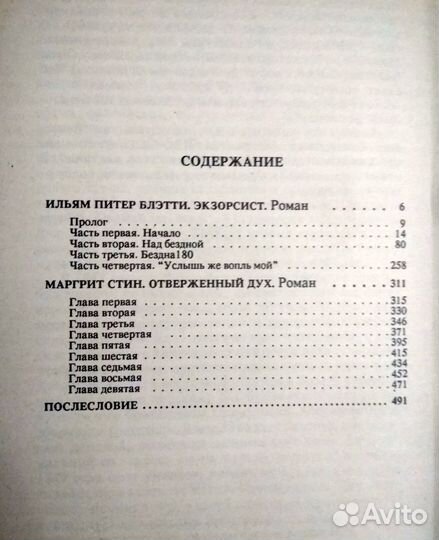 СОДЕРЖАНИЕ
ИЛЬЯМ ПИТЕР БЛЭТТИ. ЭКЗОРСИСТ. Роман . . . . . 6
Пролог . . . . . . . . . . . . . . . . . . . . 9
Часть первая. Начало . . . . . . . . . . . . . 14
Часть вторая. Над бездной . . . . . . . . . . . 80
Часть третья. Бездна180
Часть четвертая. "Услышь же вопль мой" . . . . . 258
МАРГРИТ СТИН. ОТВЕРЖЕННЫЙ ДУХ. Роман . . . . . 311
Глава первая . . . . . . . . . . . . . . . . . 315
Глава вторая . . . . . . . . . . . . . . . . . 330
Глава третья . . . . . . . . . . . . . . . . . 346
Глава четвертая . . . . . . . . . . . . . . . . 371
Глава пятая . . . . . . . . . . . . . . . . . . 395
Глава шестая . . . . . . . . . . . . . . . . . 415
Глава седьмая . . . . . . . . . . . . . . . . . 434
Глава восьмая . . . . . . . . . . . . . . . . . 452
Глава девятая . . . . . . . . . . . . . . . . . 471
ПОСЛЕСЛОВИЕ . . . . . . . . . . . . . . . . . . 491
Avito